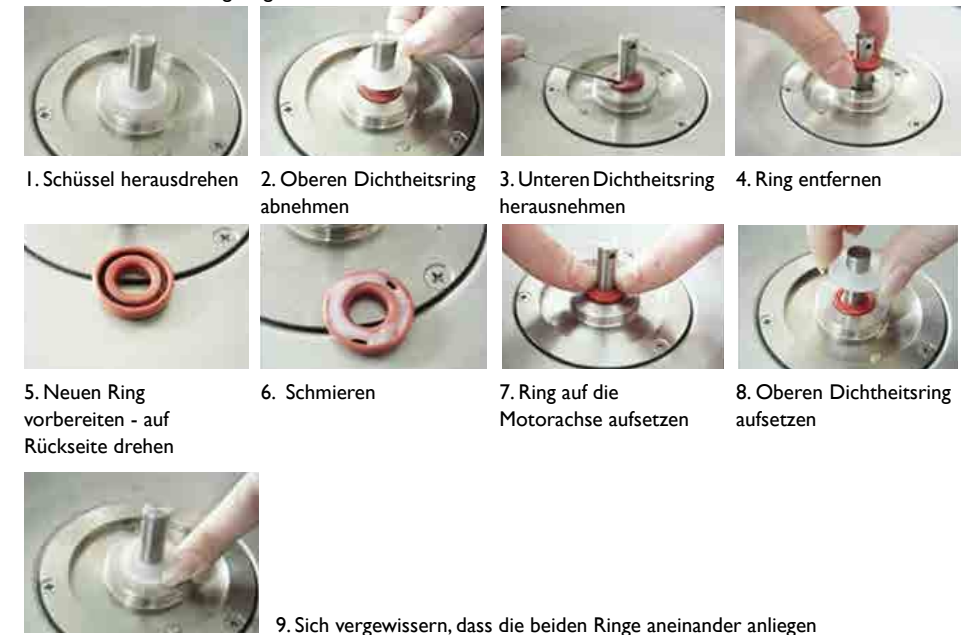 1. Schüssel herausdrehen
2. Oberen Dichtheitsring
abnehmen
3. Unteren Dichtheitsring
herausnehmen
4. Ring entfernen
5. Neuen Ring
vorbereiten - auf
Rückseite drehen
6. Schmieren
7. Ring auf die
Motorachse aufsetzen
8. Oberen Dichtheitsring
aufsetzen
9. Sich vergewissern, dass die beiden Ringe aneinander anliegen